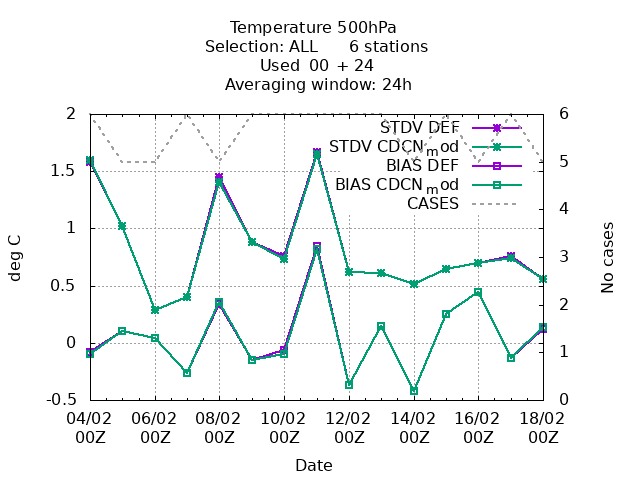 Temperature 500hPa
Selection: ALL 6 stations
Used 00 + 24
Averaging window: 24h
2 6
STDV DEF
STDV CDCNmod
1.5 5
BIAS DEF
BIAS CDCNmod
CASES
4
1
deg C
No cases
3
0.5
2
0
1
-0.5 0
04/02 06/02 08/02 10/02 12/02 14/02 16/02 18/02
00Z 00Z 00Z 00Z 00Z 00Z 00Z 00Z
Date